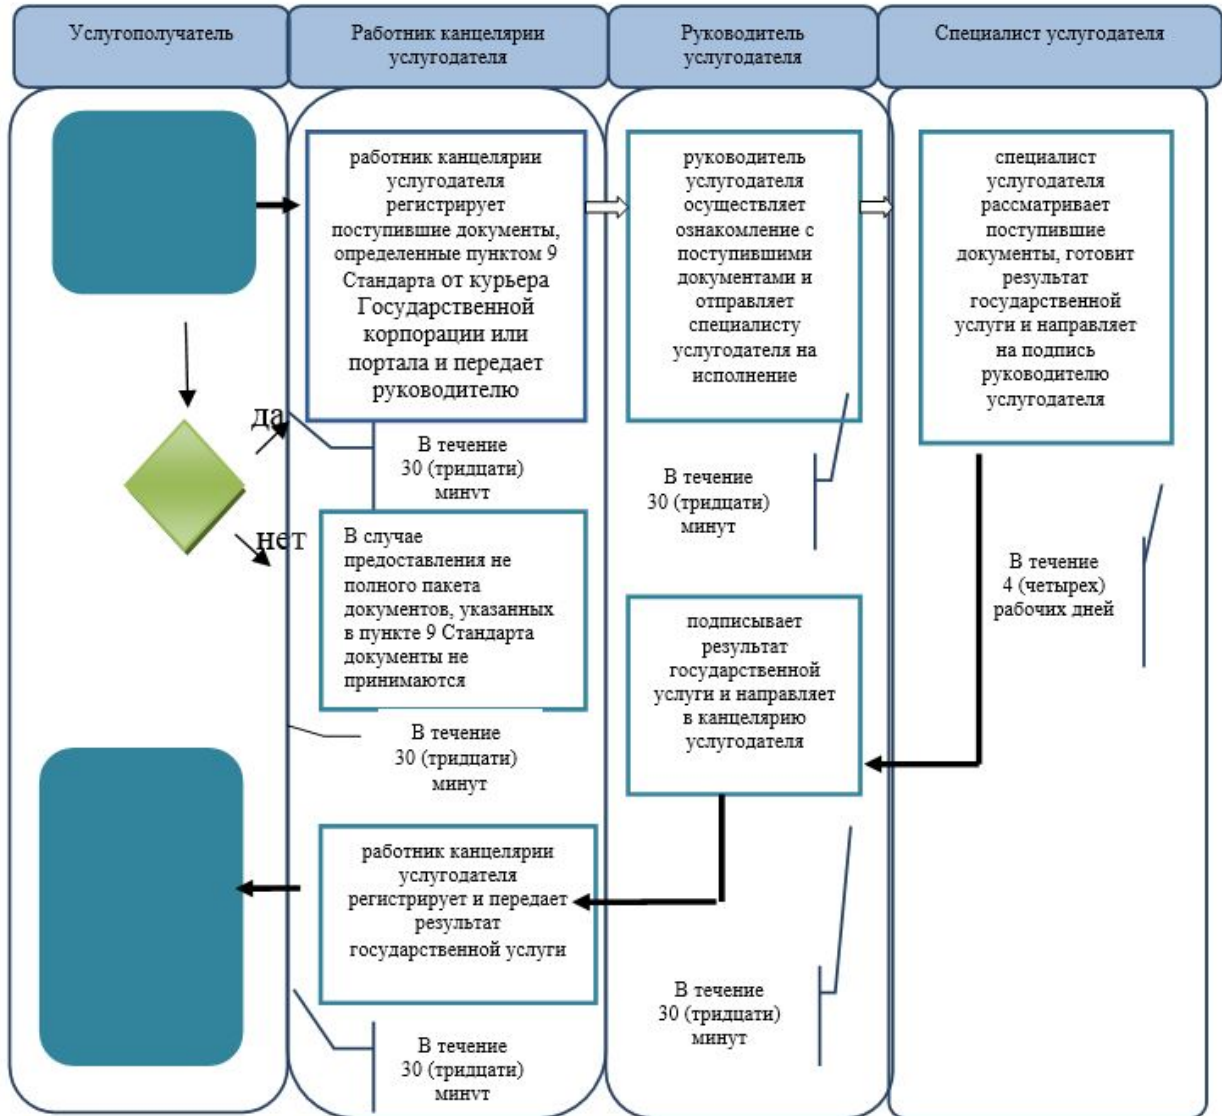 Услугополучатель
Работник канцелярии
услугодателя
Руководитель
услугодателя
Специалист услугодателя
работник канцелярии
услугодателя
регистрирует
поступившие документы,
определенные пунктом 9
Стандарта от курьера
Государственной
корпорации или
портала и передает
руководителю
руководитель
услугодателя
осуществляет
ознакомление с
поступившими
документами и
отправляет
специалисту
услугодателя на
исполнение
специалист
услугодателя
рассматривает
поступившие
документы, готовит
результат
государственной
услуги и направляет
на подпись
руководителю
услугодателя
да
В течение
30 (тридцати)
минут
В течение
30 (тридцати)
минут
нет
В случае
предоставления не
полного пакета
документов, указанных
в пункте 9 Стандарта
документы не
принимаются
В течение
4 (четырех)
рабочих дней
подписывает
результат
государственной
услуги и направляет
в канцелярию
услугодателя
В течение
30 (тридцати)
минут
работник канцелярии
услугодателя
регистрирует и передает
результат
государственной услуги
В течение
30 (тридцати)
минут
В течение
30 (тридцати)
минут